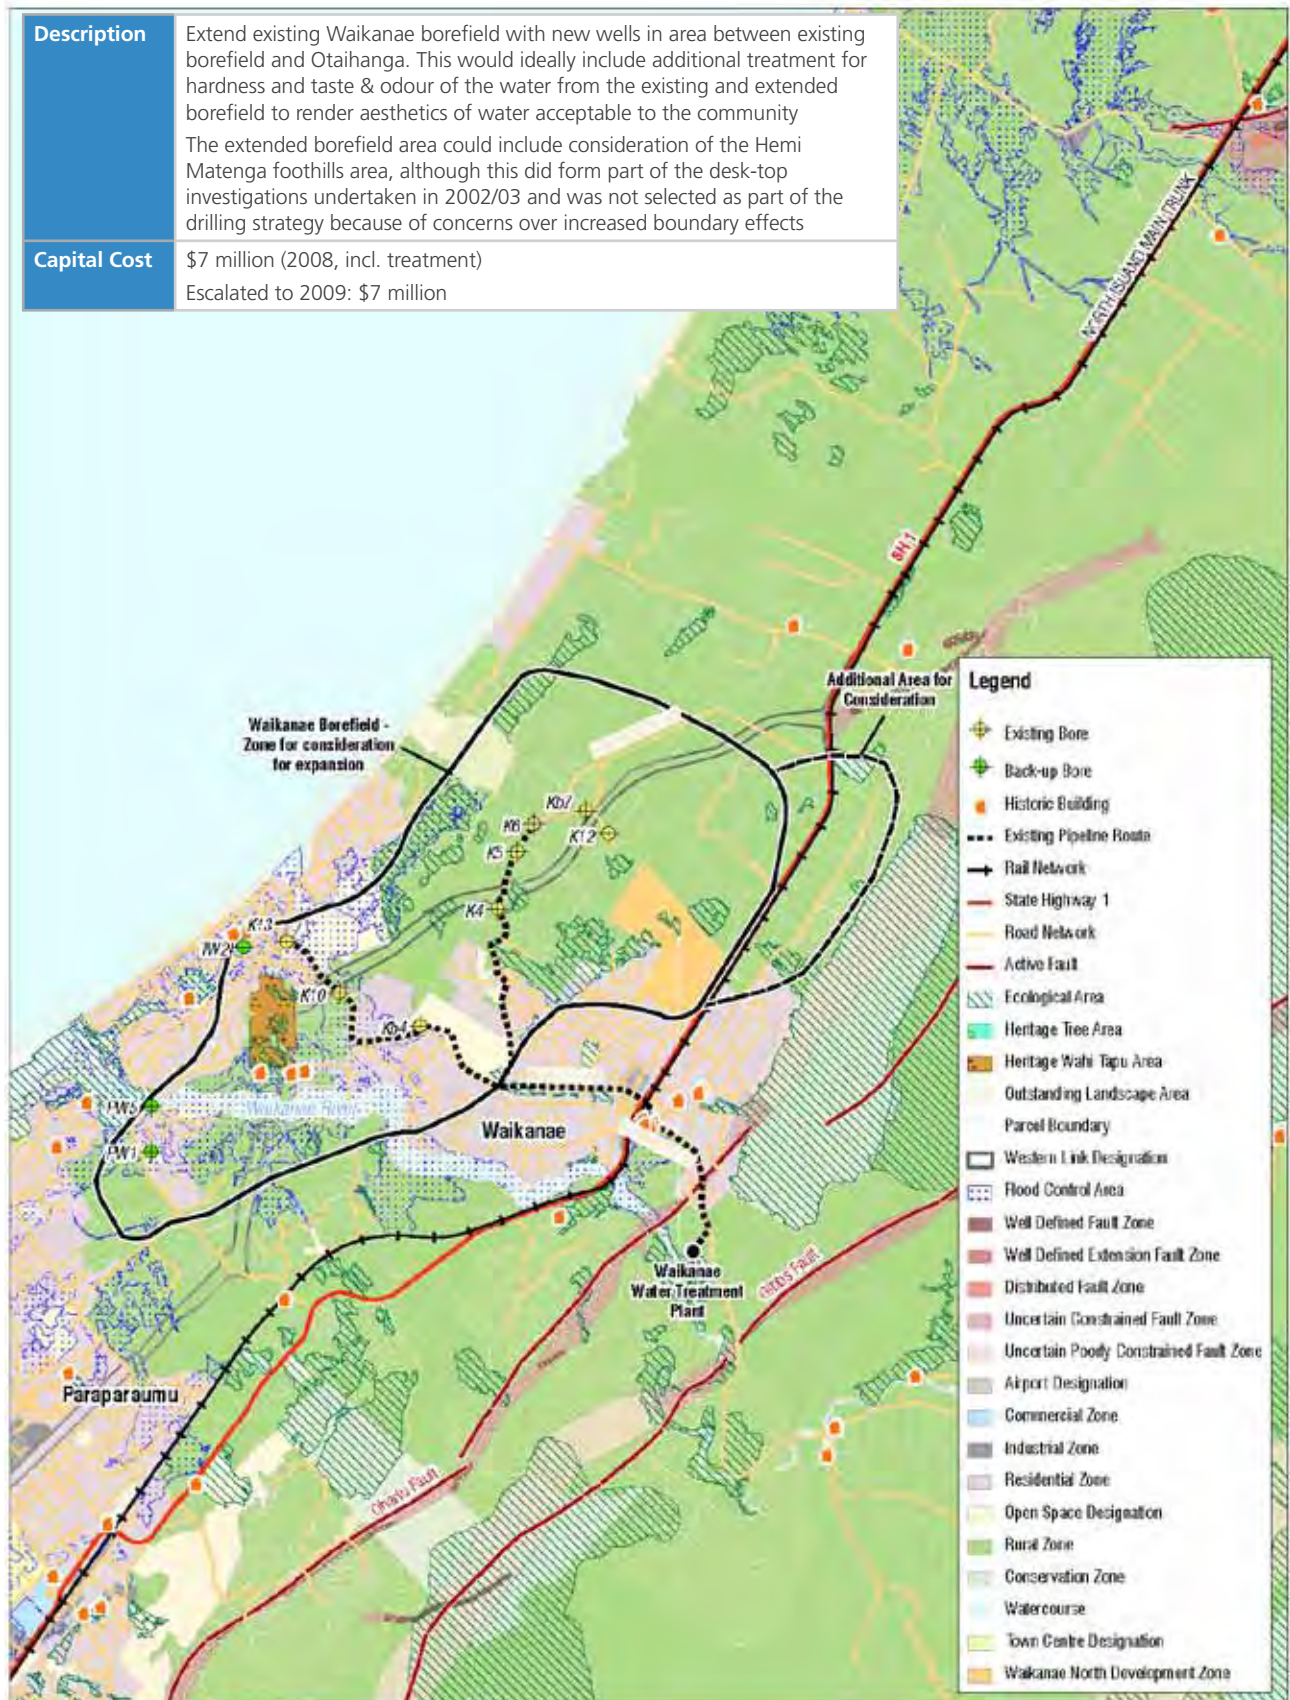 Description
Extend existing Waikanae borefield with new wells in area between existing
borefield and Otaihanga. This would ideally include additional treatment for
hardness and taste & odour of the water from the existing and extended
borefield to render aesthetics of water acceptable to the community
The extended borefield area could include consideration of the Hemi
Matenga foothills area, although this did form part of the desk-top
investigations undertaken in 2002/03 and was not selected as part of the
drilling strategy because of concerns over increased boundary effects
Capital Cost
$7 million (2008, incl. treatment)
Escalated to 2009: $7 million
NORTH ISLAND MAIN TRUNK
SH 1
Additional Area for
Consideration
Waikanae Borefield -
Zone for consideration
for expansion
Kb7
K6
K12
K5
K4
K13
TW2
K10
Kb4
PW5
Waikanae River
PW1
Waikanae
Waikanae
Water Treatment
Plant
Gibbs Fault
Paraparaumu
Ohariu Fault
Legend
Existing Bore
Back-up Bore
Historic Building
Existing Pipeline Route
Rail Network
State Highway 1
Road Network
Active Fault
Ecological Area
Heritage Tree Area
Heritage Wahi Tapu Area
Outstanding Landscape Area
Parcel Boundary
Western Link Designation
Flood Control Area
Well Defined Fault Zone
Well Defined Extension Fault Zone
Distributed Fault Zone
Uncertain Constrained Fault Zone
Uncertain Poorly Constrained Fault Zone
Airport Designation
Commercial Zone
Industrial Zone
Residential Zone
Open Space Designation
Rural Zone
Conservation Zone
Watercourse
Town Centre Designation
Waikanae North Development Zone